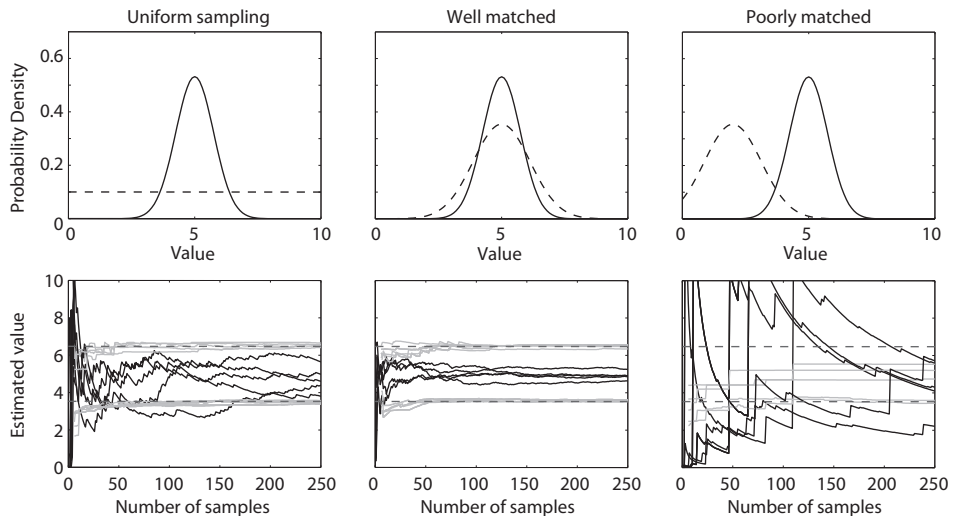 Uniform sampling
Well matched
Poorly matched
Probability Density
0.6
0.4
0.2
0
0 5 10
Value
0 5 10
Value
0 5 10
Value
Estimated value
10
8
6
4
2
0
0 50 100 150 200 250
Number of samples
0 50 100 150 200 250
Number of samples
0 50 100 150 200 250
Number of samples